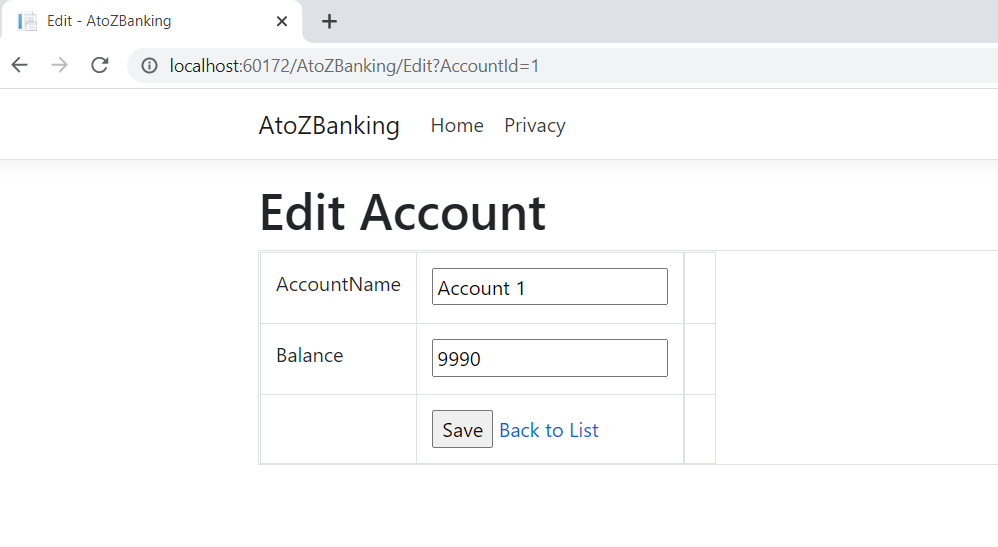 Edit - AtoZBanking
localhost:60172/AtoZBanking/Edit?AccountId=1
AtoZBanking Home Privacy
Edit Account
AccountName Account 1
Balance 9990
Save Back to List